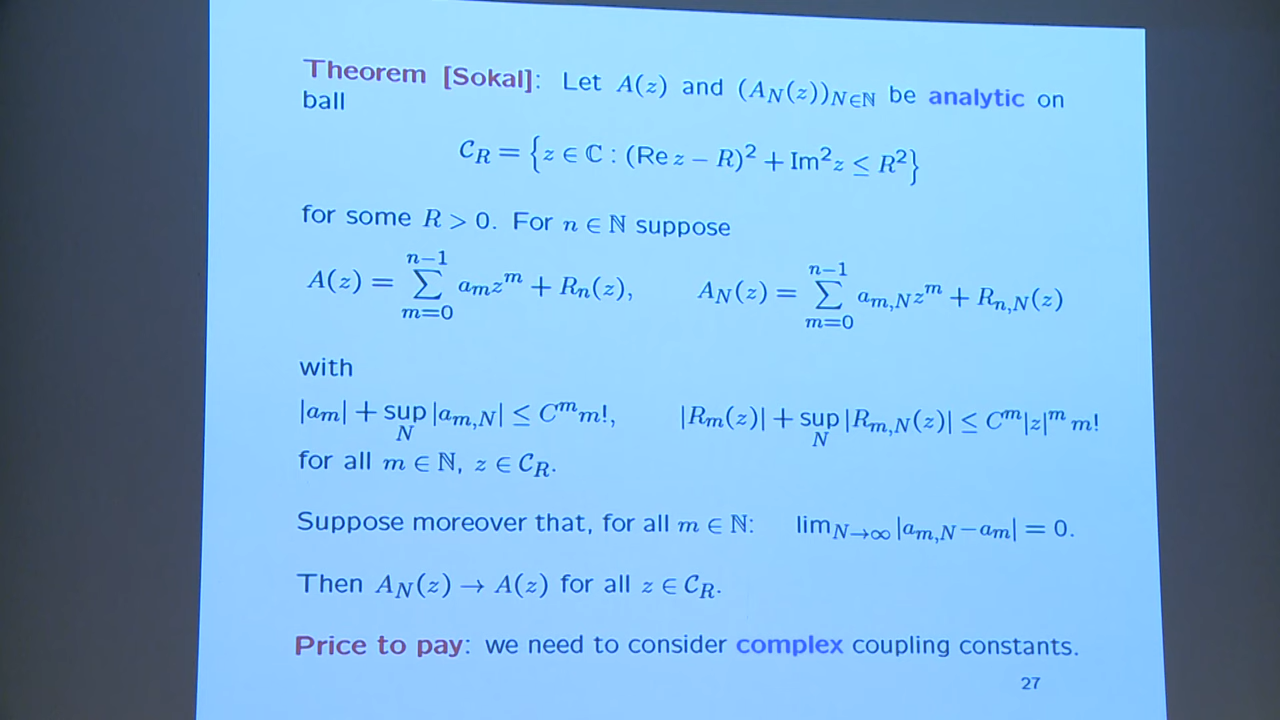 Theorem [Sokal]: Let A(z) and (A_N(z))_{N∈ℕ} be analytic on
ball
C_R = {z ∈ ℂ : (Re z − R)² + Im²z ≤ R²}
for some R > 0. For n ∈ ℕ suppose
A(z) = ∑_{m=0}^{n−1} a_m z^m + R_n(z), A_N(z) = ∑_{m=0}^{n−1} a_{m,N} z^m + R_{n,N}(z)
with
|a_m| + sup_N |a_{m,N}| ≤ C^m m!, |R_m(z)| + sup_N |R_{m,N}(z)| ≤ C^m |z|^m m!
for all m ∈ ℕ, z ∈ C_R.
Suppose moreover that, for all m ∈ ℕ: lim_{N→∞} |a_{m,N} − a_m| = 0.
Then A_N(z) → A(z) for all z ∈ C_R.
Price to pay: we need to consider complex coupling constants.
27